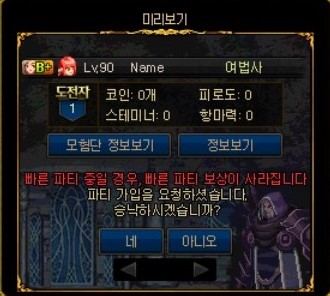 미리보기
B+ Lv.90 Name 여법사
도전자
1
코인: 0개 피로도: 0
스테미너: 0 항마력: 0
모험단 정보보기 정보보기
빠른 파티 중일 경우, 빠른 파티 보상이 사라집니다
파티 가입을 요청하셨습니다.
승낙하시겠습니까?
네 아니오